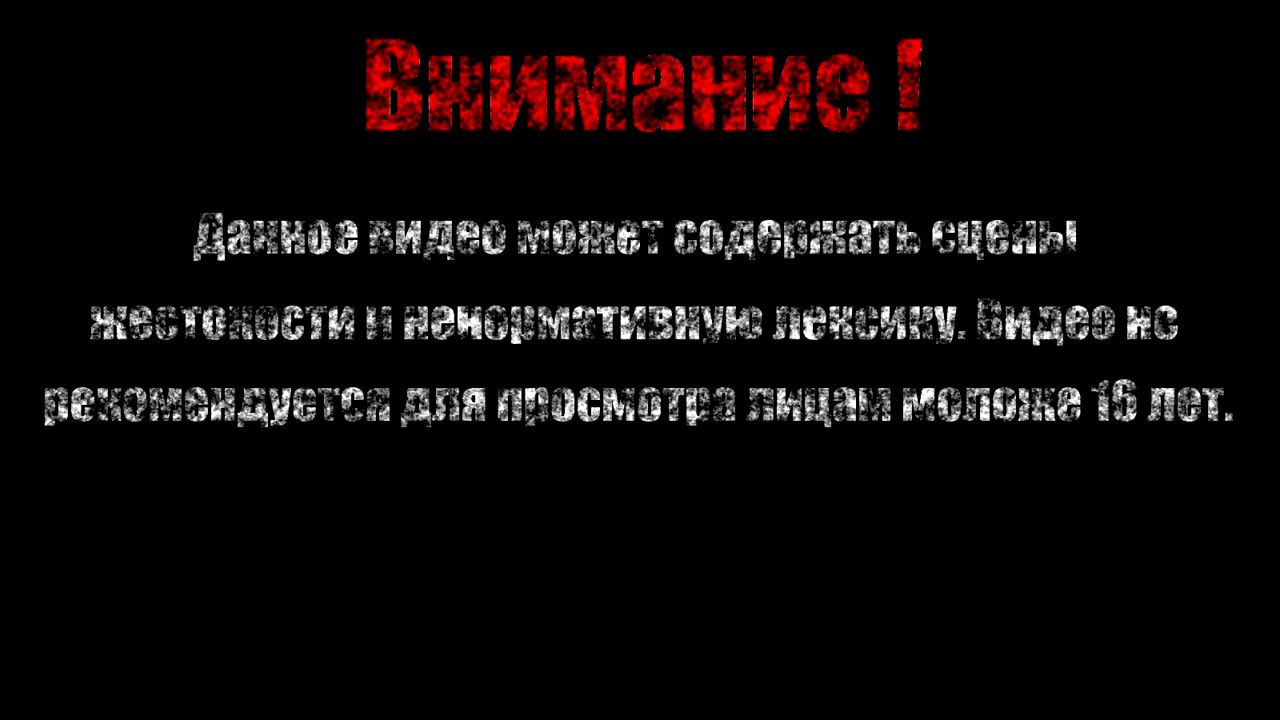 Внимание !
Данное видео может содержать сцены
жестокости и ненормативную лексику. Видео не
рекомендуется для просмотра лицам моложе 16 лет.